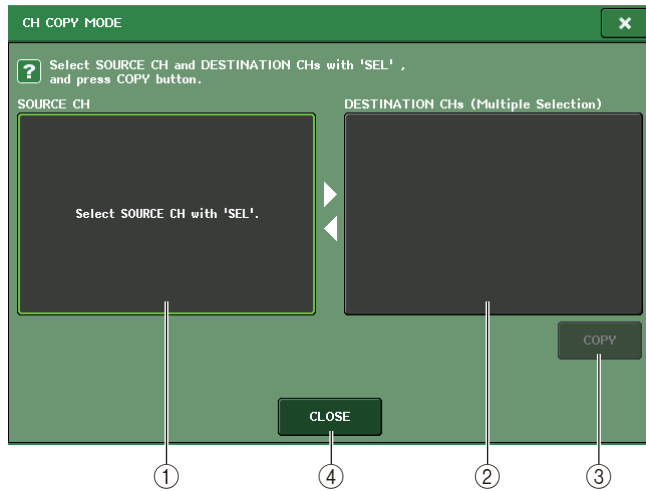 CH COPY MODE
×
? Select SOURCE CH and DESTINATION CHs with 'SEL' ,
and press COPY button.
SOURCE CH
DESTINATION CHs (Multiple Selection)
Select SOURCE CH with 'SEL'.
COPY
CLOSE
① ④ ② ③